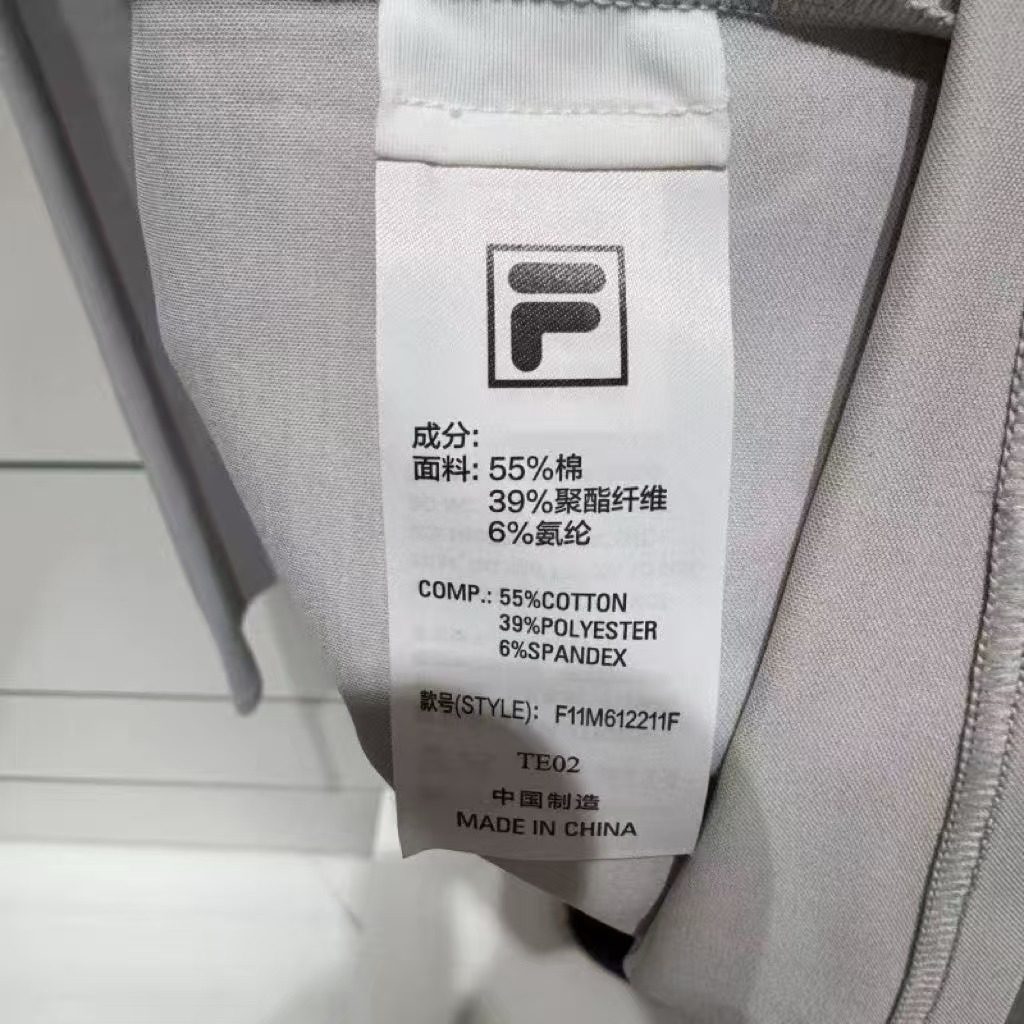 成分:
面料: 55%棉
39%聚酯纤维
6%氨纶
COMP.: 55%COTTON
39%POLYESTER
6%SPANDEX
款号(STYLE): F11M612211F
TE02
中国制造
MADE IN CHINA